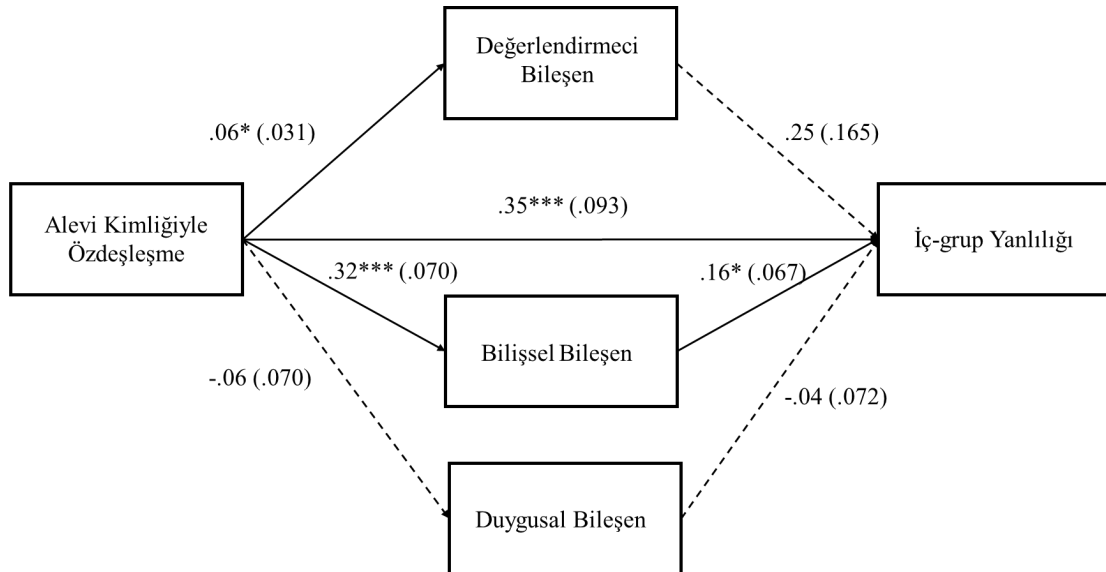 Değerlendirmeci
Bileşen
.06* (.031)
.25 (.165)
Alevi Kimliğiyle
Özdeşleşme
.35*** (.093)
İç-grup Yanlılığı
.32*** (.070)
.16* (.067)
Bilişsel Bileşen
-.06 (.070)
-.04 (.072)
Duygusal Bileşen